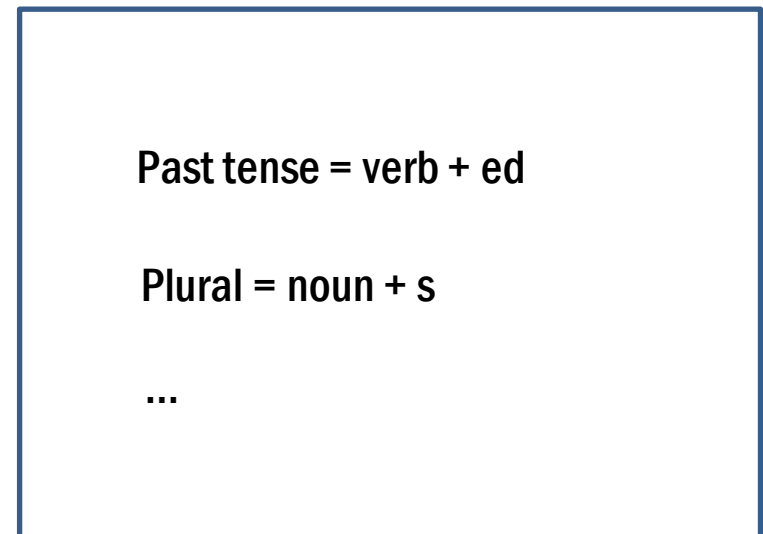 Past tense = verb + ed
Plural = noun + s
...